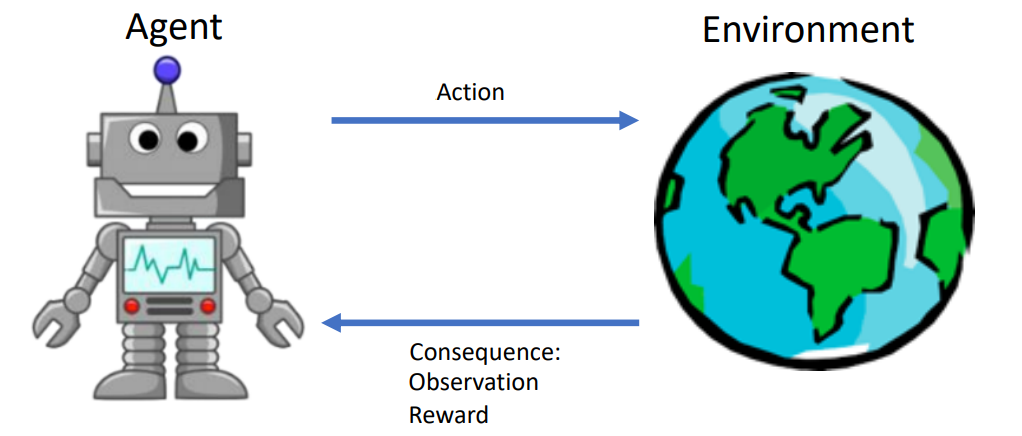 Agent
Environment
Action
Consequence:
Observation
Reward